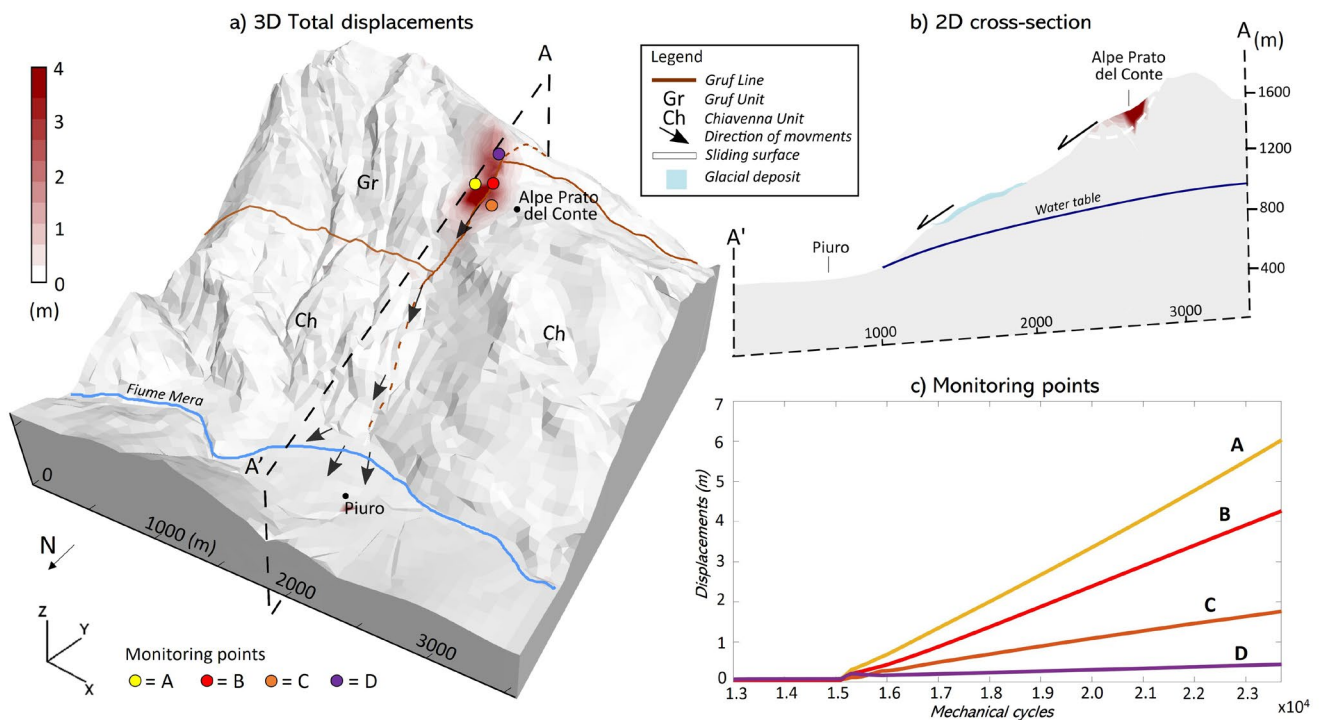 a) 3D Total displacements
4
3
2
1
0
(m)
A
Gr
Alpe Prato
del Conte
Ch
Ch
Fiume Mera
A'
Piuro
0
1000 (m)
2000
3000
N
Z
Y
X
Monitoring points
= A
= B
= C
= D
Legend
Gruf Line
Gr
Gruf Unit
Ch
Chiavenna Unit
Direction of movments
Sliding surface
Glacial deposit
b) 2D cross-section
A
(m)
Alpe Prato
del Conte
1600
1200
800
400
Water table
A'
Piuro
1000
2000
3000
c) Monitoring points
7
6
5
4
3
2
1
0
Displacements (m)
A
B
C
D
1.3
1.4
1.5
1.6
1.7
1.8
1.9
2.0
2.1
2.2
2.3
x10⁴
Mechanical cycles